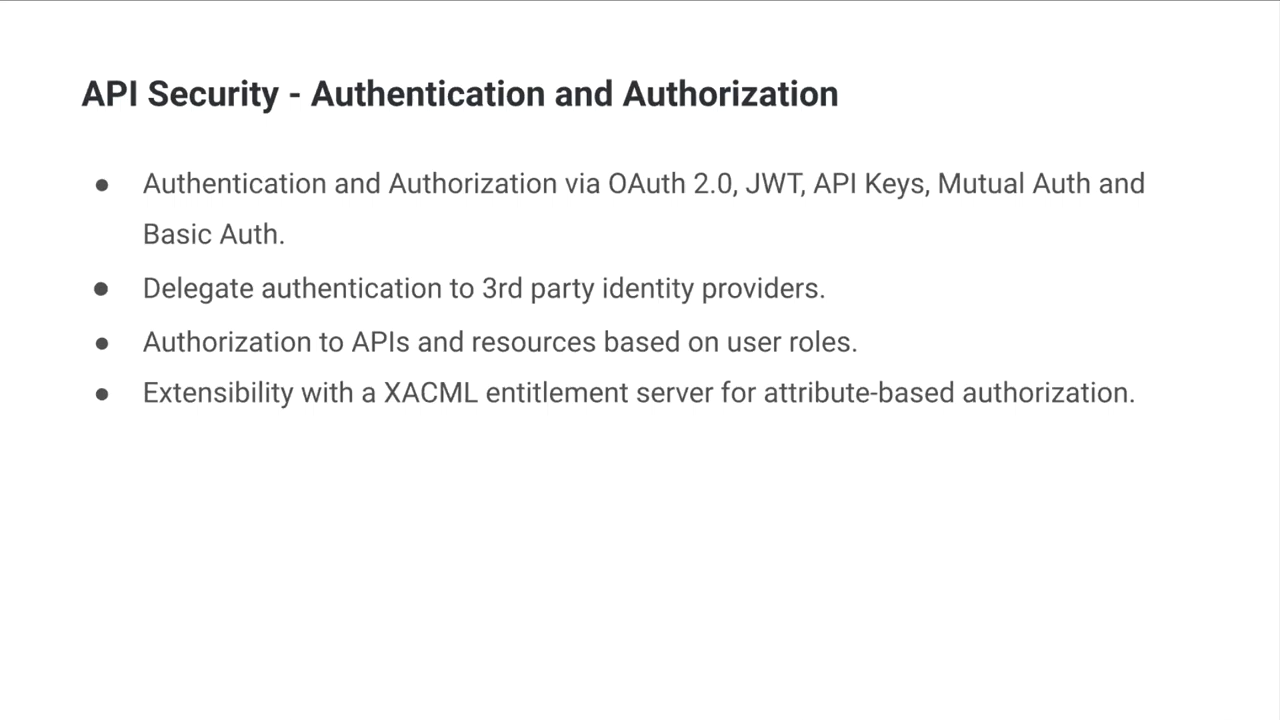 API Security - Authentication and Authorization
● Authentication and Authorization via OAuth 2.0, JWT, API Keys, Mutual Auth and
Basic Auth.
● Delegate authentication to 3rd party identity providers.
● Authorization to APIs and resources based on user roles.
● Extensibility with a XACML entitlement server for attribute-based authorization.